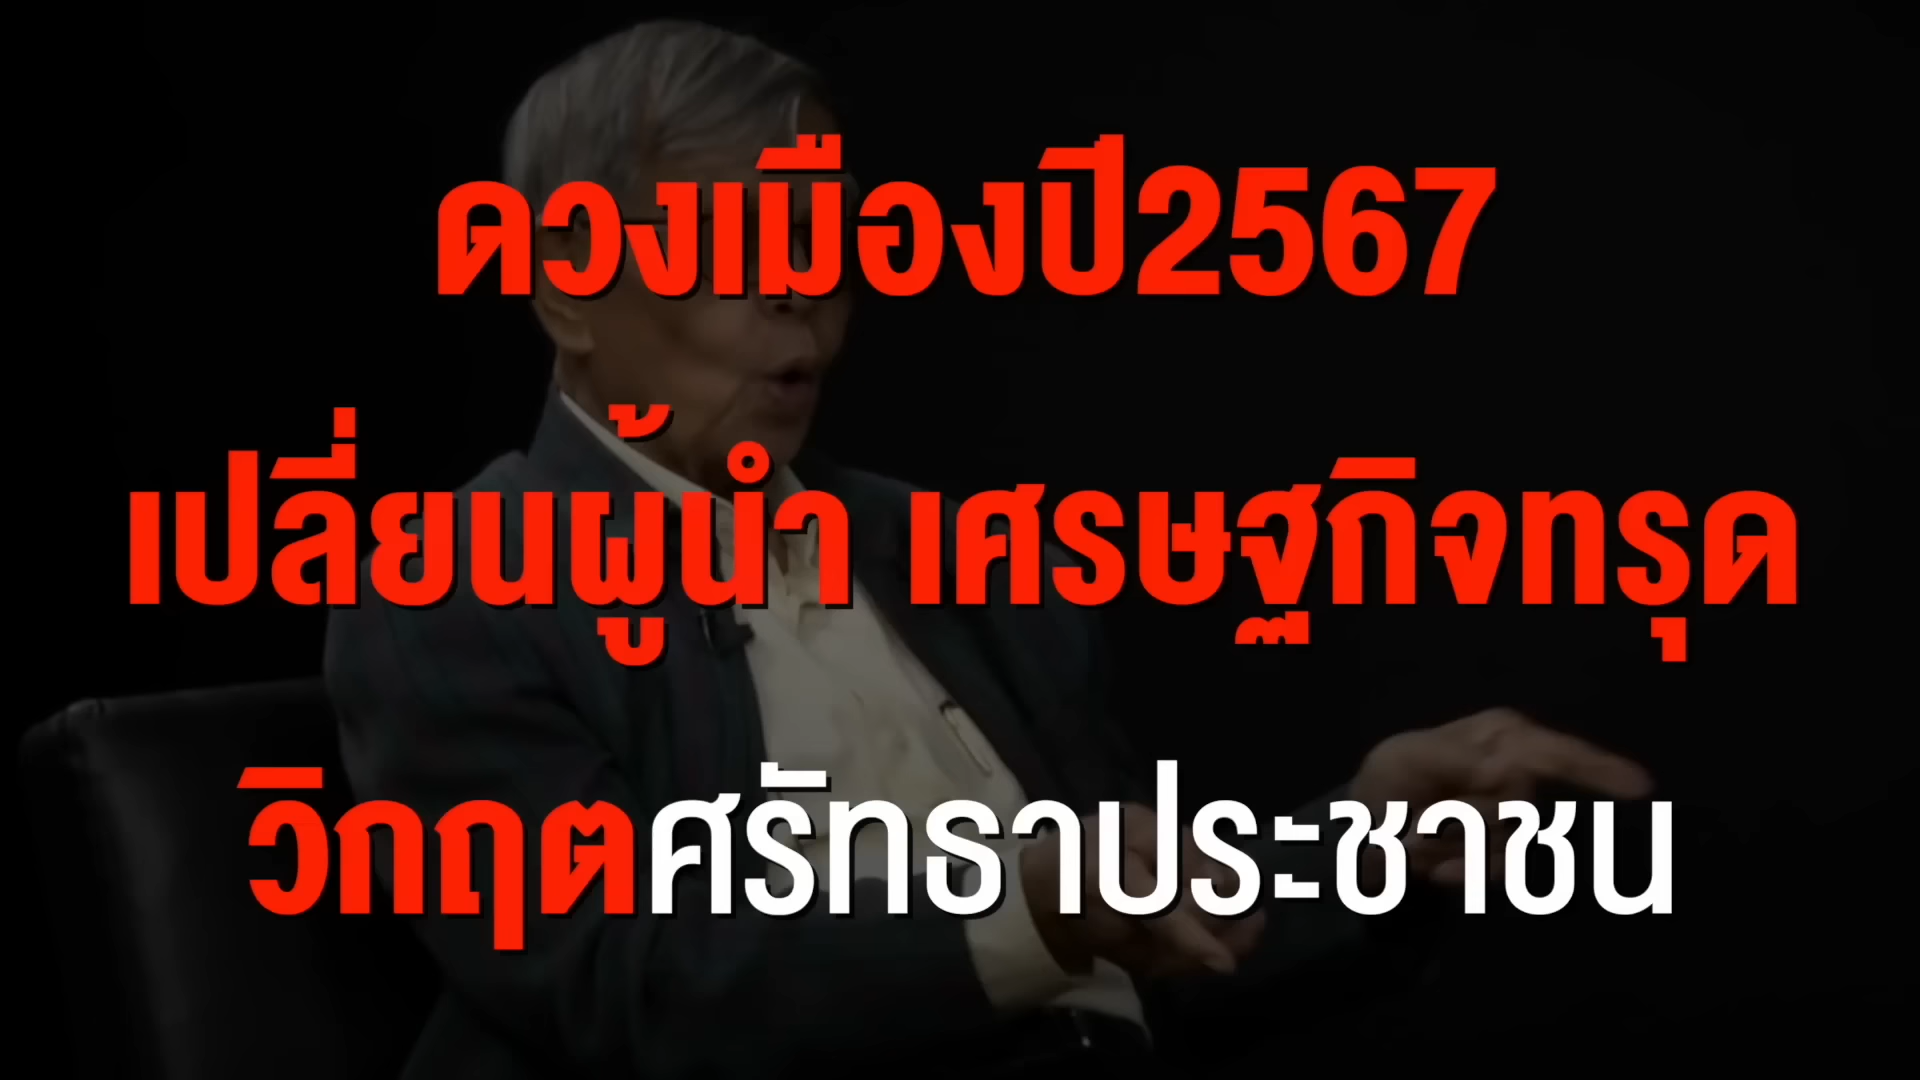 ดวงเมืองปี2567
เปลี่ยนผู้นำ เศรษฐกิจทรุด
วิกฤตศรัทธาประชาชน